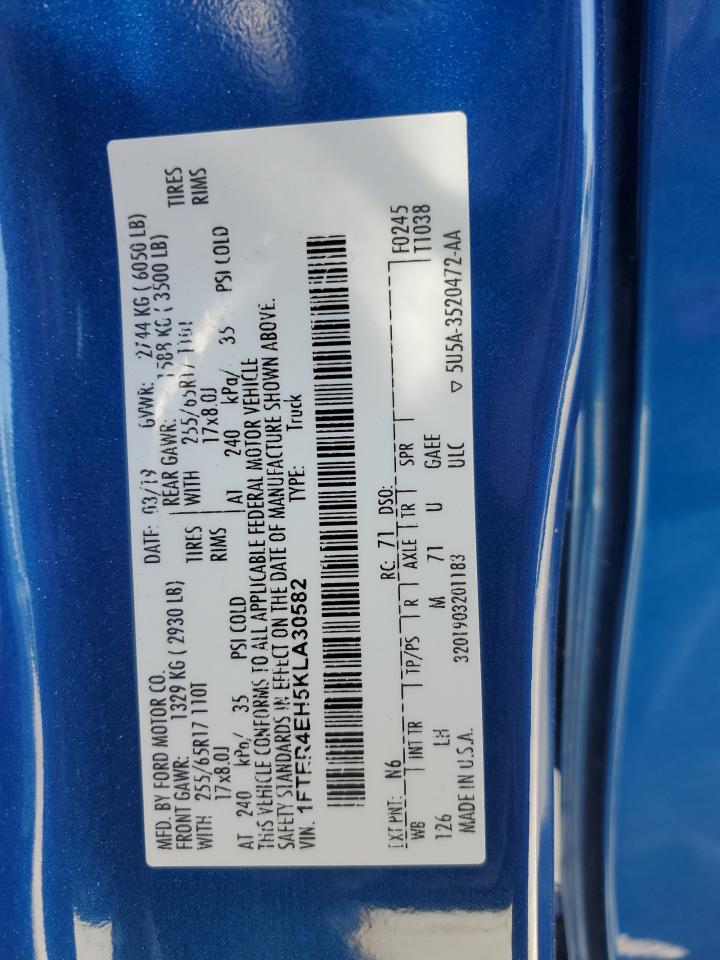 MFD. BY FORD MOTOR CO.
DATE: 03/19 GVWR: 2744 KG ( 6050 LB)
FRONT GAWR: 1329 KG ( 2930 LB)
REAR GAWR: 1588 KG ( 3500 LB)
WITH 255/65R17 110T TIRES
WITH 255/65R17 110T TIRES
17x8.0J RIMS
17x8.0J RIMS
AT 240 kPa/ 35 PSI COLD
AT 240 kPa/ 35 PSI COLD
THIS VEHICLE CONFORMS TO ALL APPLICABLE FEDERAL MOTOR VEHICLE
SAFETY STANDARDS IN EFFECT ON THE DATE OF MANUFACTURE SHOWN ABOVE.
VIN: 1FTER4EH5KLA30582 TYPE: Truck
EXT PNT: N6 RC: 71 DSO: F0245
WB INT TR TP/PS R AXLE TR SPR T1038
126 LH M 71 U GAEE
MADE IN U.S.A. 3201903201183 ULC
▽ 5U5A-3520472-AA